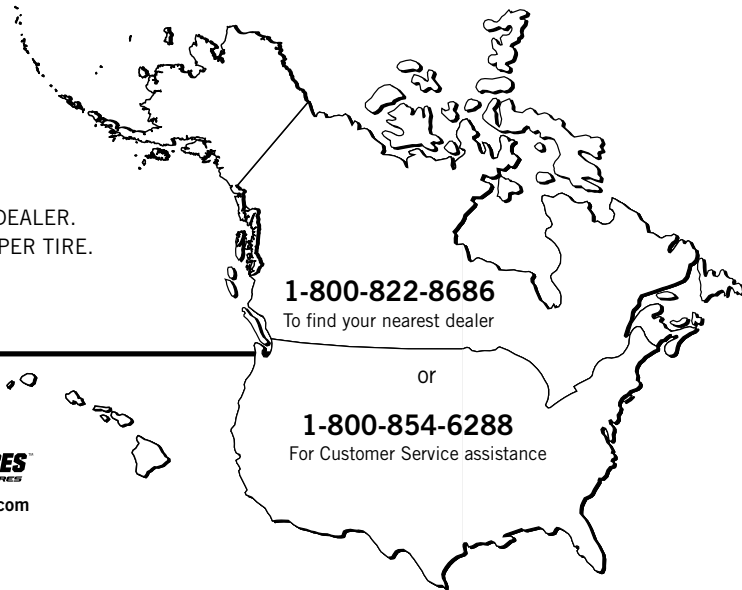 DEALER.
PER TIRE.
1-800-822-8686
To find your nearest dealer
or
1-800-854-6288
For Customer Service assistance
com